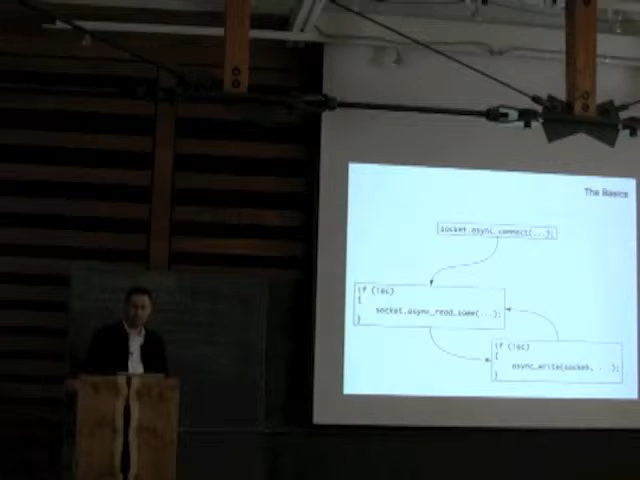 The Basics
socket.async_connect(...);
if (!ec)
{
socket.async_read_some(...);
}
if (!ec)
{
async_write(socket, ...);
}